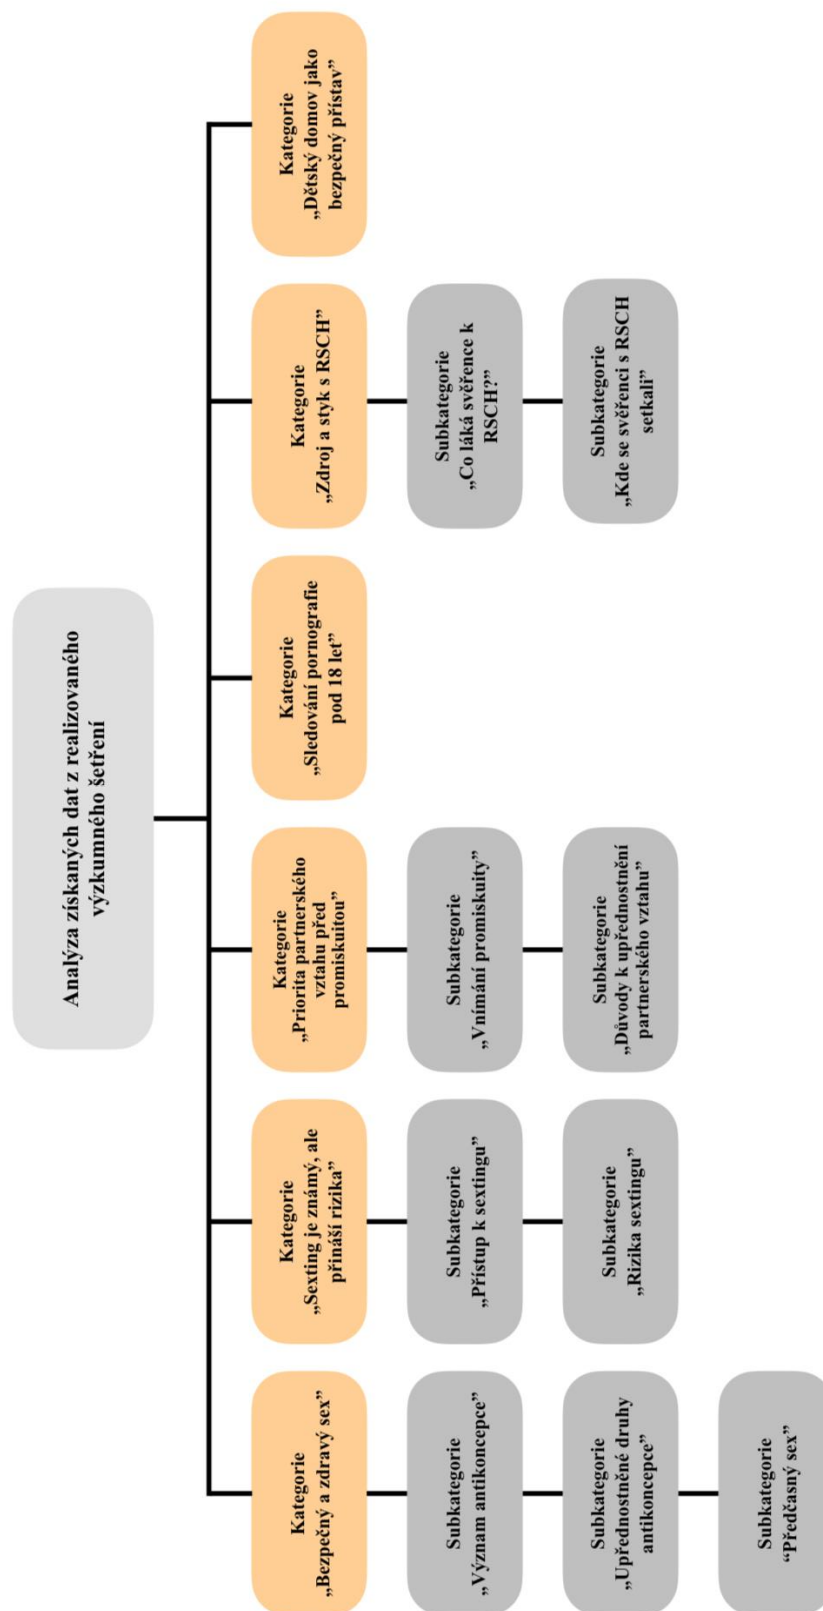 Analýza získaných dat z realizovaného
výzkumného šetření
Kategorie
„Bezpečný a zdravý sex”
Subkategorie
„Význam antikoncepce”
Subkategorie
„Upřednostněné druhy
antikoncepce”
Subkategorie
“Předčasný sex”
Kategorie
„Sexting je známý, ale
přináší rizika”
Subkategorie
„Přístup k sextingu”
Subkategorie
„Rizika sextingu”
Kategorie
„Priorita partnerského
vztahu před
promiskuitou”
Subkategorie
„Vnímání promiskuity”
Subkategorie
„Důvody k upřednostnění
partnerského vztahu”
Kategorie
„Sledování pornografie
pod 18 let”
Kategorie
„Zdroj a styk s RSCH”
Subkategorie
„Co láká svěřence k
RSCH?”
Subkategorie
„Kde se svěřenci s RSCH
setkali”
Kategorie
„Dětský domov jako
bezpečný přístav”